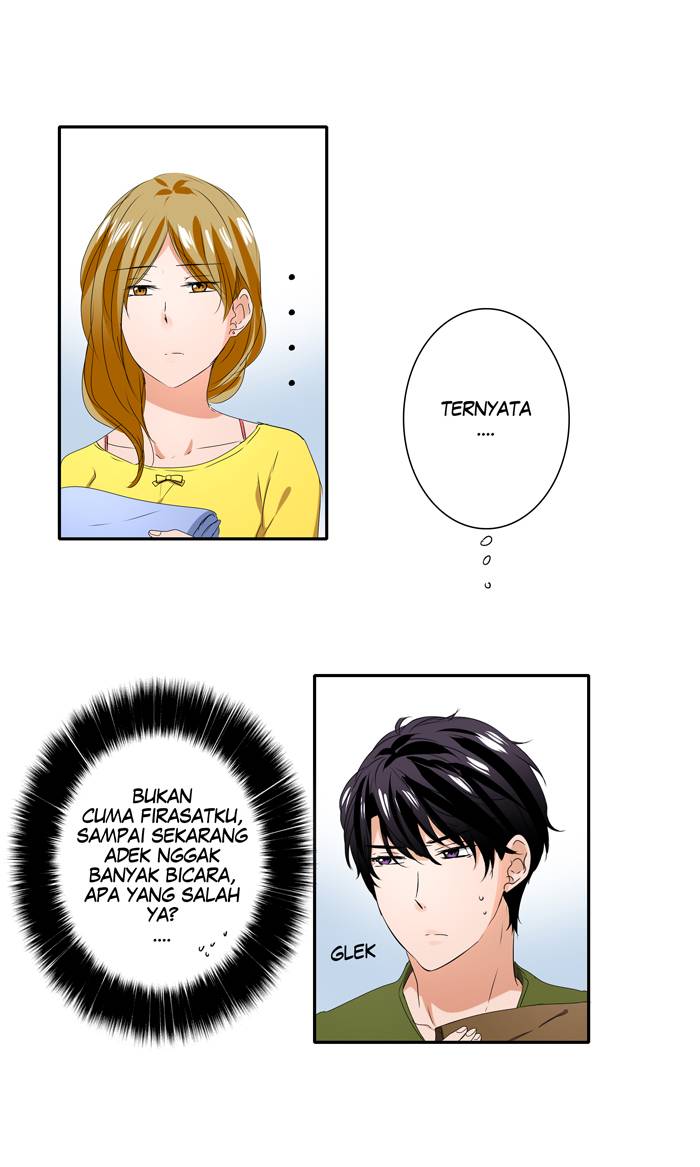 TERNYATA
....
BUKAN
CUMA FIRASATKU,
SAMPAI SEKARANG
ADEK NGGAK
BANYAK BICARA,
APA YANG SALAH
YA?
....
GLEK